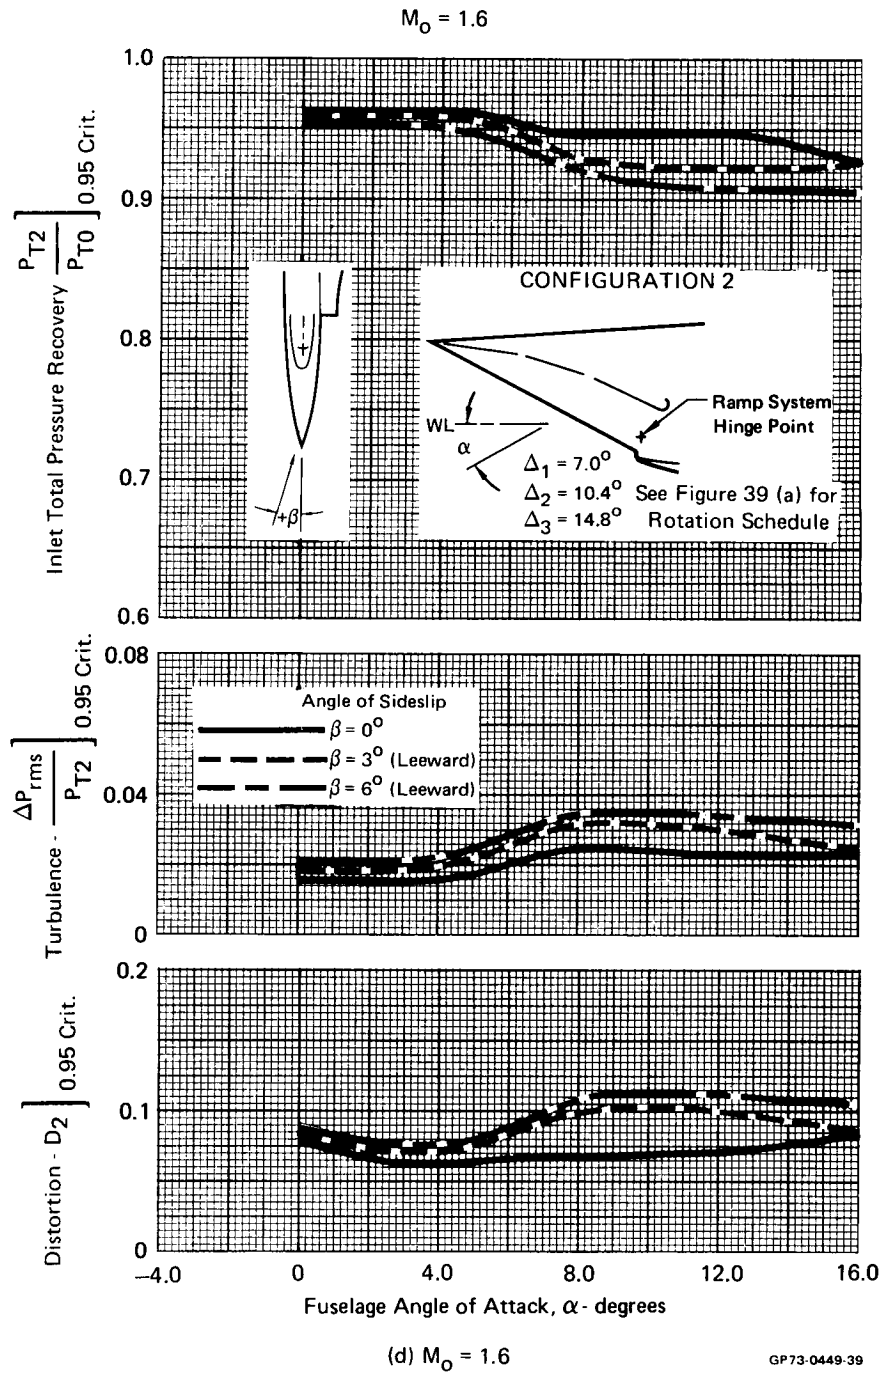 M₀ = 1.6
1.0
0.9
0.8
0.7
0.6
Inlet Total Pressure Recovery P_T2 / P_T0 ] 0.95 Crit.
CONFIGURATION 2
WL
α
Ramp System
Hinge Point
Δ₁ = 7.0°
Δ₂ = 10.4° See Figure 39 (a) for
Δ₃ = 14.8° Rotation Schedule
+β
0.08
0.04
0
Turbulence - ΔP_rms / P_T2 ] 0.95 Crit.
Angle of Sideslip
β = 0°
β = 3° (Leeward)
β = 6° (Leeward)
0.2
0.1
0
Distortion - D₂ ] 0.95 Crit.
−4.0 0 4.0 8.0 12.0 16.0
Fuselage Angle of Attack, α - degrees
(d) M₀ = 1.6
GP73-0449-39